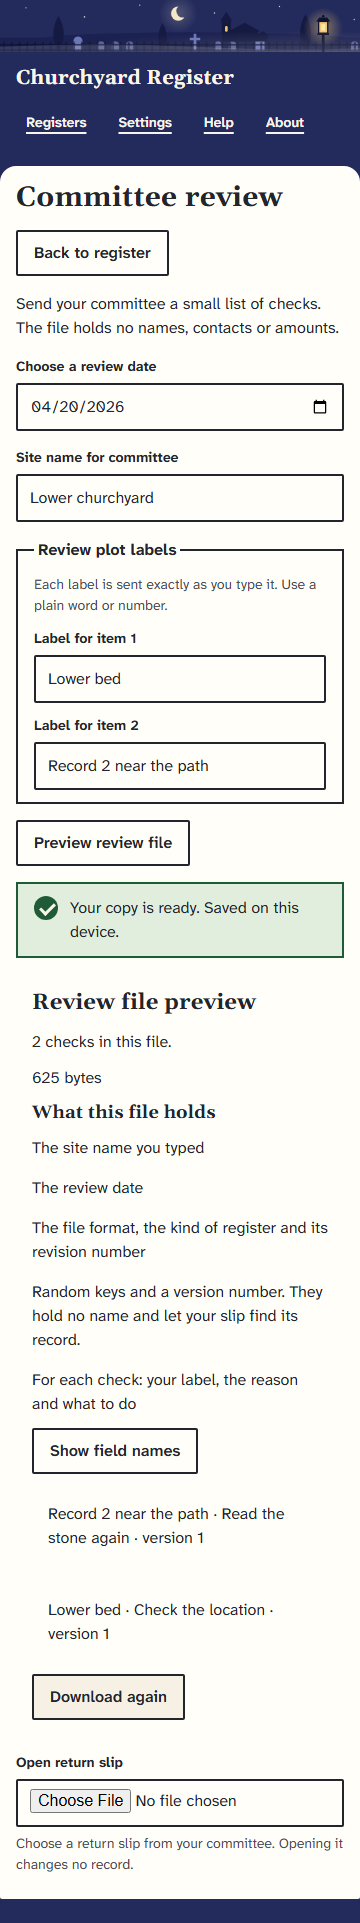 Churchyard Register
Registers Settings Help About
Committee review
Back to register
Send your committee a small list of checks.
The file holds no names, contacts or amounts.
Choose a review date
04/20/2026
Site name for committee
Lower churchyard
Review plot labels
Each label is sent exactly as you type it. Use a
plain word or number.
Label for item 1
Lower bed
Label for item 2
Record 2 near the path
Preview review file
Your copy is ready. Saved on this
device.
Review file preview
2 checks in this file.
625 bytes
What this file holds
The site name you typed
The review date
The file format, the kind of register and its
revision number
Random keys and a version number. They
hold no name and let your slip find its
record.
For each check: your label, the reason
and what to do
Show field names
Record 2 near the path · Read the
stone again · version 1
Lower bed · Check the location ·
version 1
Download again
Open return slip
Choose File No file chosen
Choose a return slip from your committee. Opening it
changes no record.